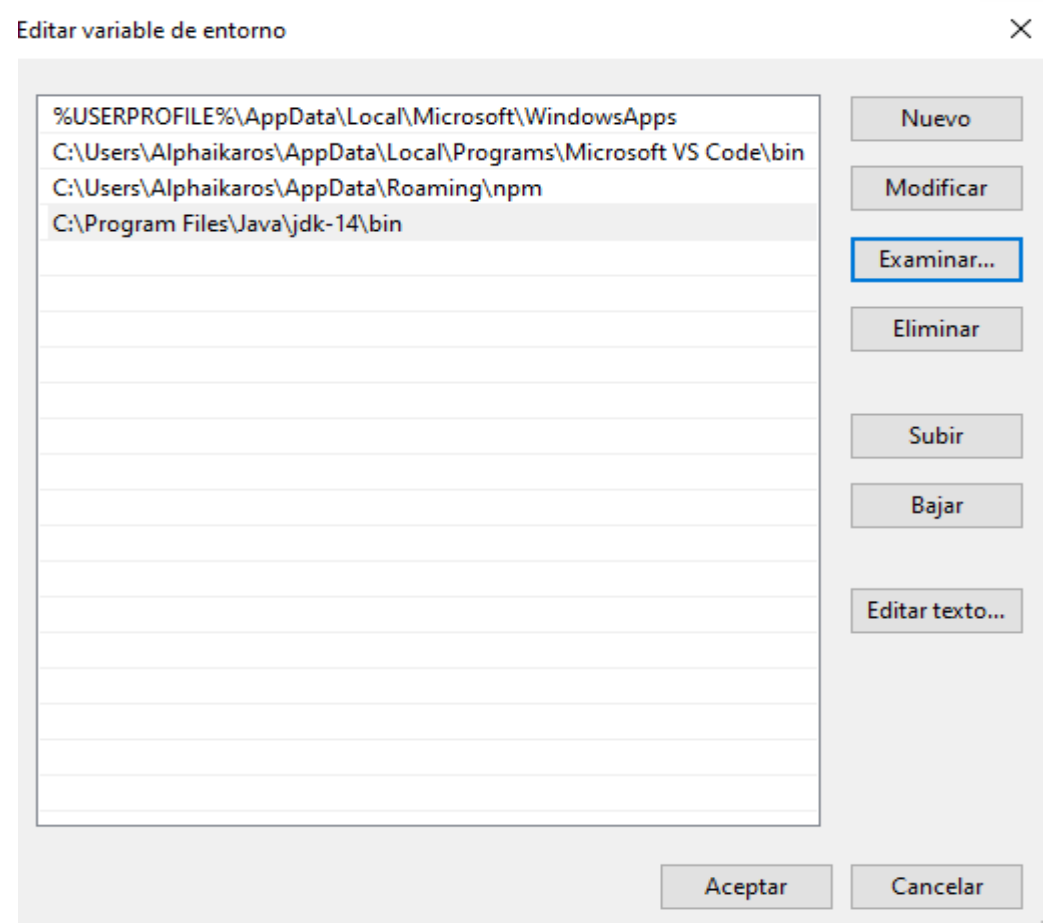 Editar variable de entorno
%USERPROFILE%\AppData\Local\Microsoft\WindowsApps
C:\Users\Alphaikaros\AppData\Local\Programs\Microsoft VS Code\bin
C:\Users\Alphaikaros\AppData\Roaming\npm
C:\Program Files\Java\jdk-14\bin
Nuevo
Modificar
Examinar...
Eliminar
Subir
Bajar
Editar texto...
Aceptar
Cancelar